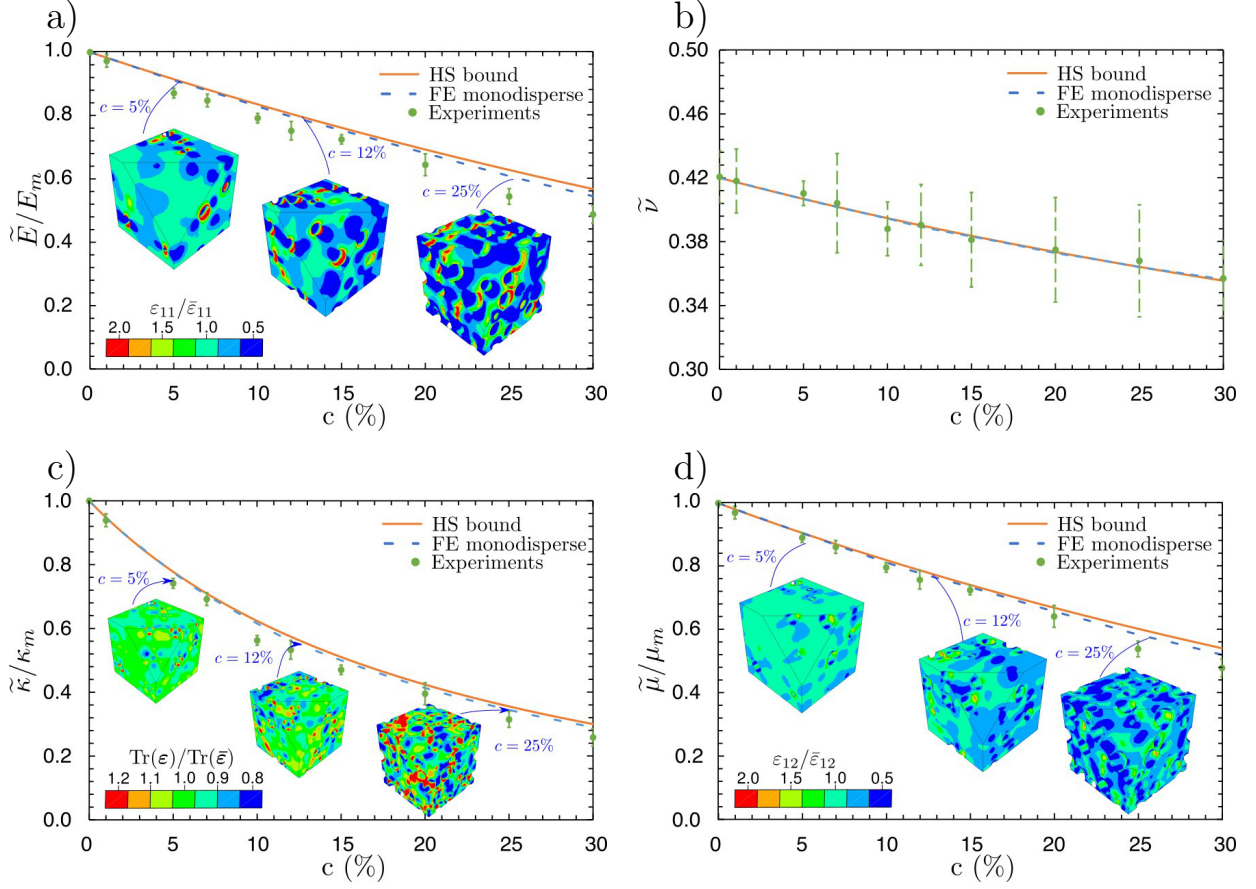 a)
1.0
0.8
0.6
0.4
0.2
0.0
Ẽ/E_m
HS bound
FE monodisperse
Experiments
c = 5%
c = 12%
c = 25%
ε₁₁/ε̄₁₁
2.0 1.5 1.0 0.5
0 5 10 15 20 25 30
c (%)
b)
0.50
0.46
0.42
0.38
0.34
0.30
ν̃
HS bound
FE monodisperse
Experiments
0 5 10 15 20 25 30
c (%)
c)
1.0
0.8
0.6
0.4
0.2
0.0
κ̃/κ_m
HS bound
FE monodisperse
Experiments
c = 5%
c = 12%
c = 25%
Tr(ε)/Tr(ε̄)
1.2 1.1 1.0 0.9 0.8
0 5 10 15 20 25 30
c (%)
d)
1.0
0.8
0.6
0.4
0.2
0.0
μ̃/μ_m
HS bound
FE monodisperse
Experiments
c = 5%
c = 12%
c = 25%
ε₁₂/ε̄₁₂
2.0 1.5 1.0 0.5
0 5 10 15 20 25 30
c (%)